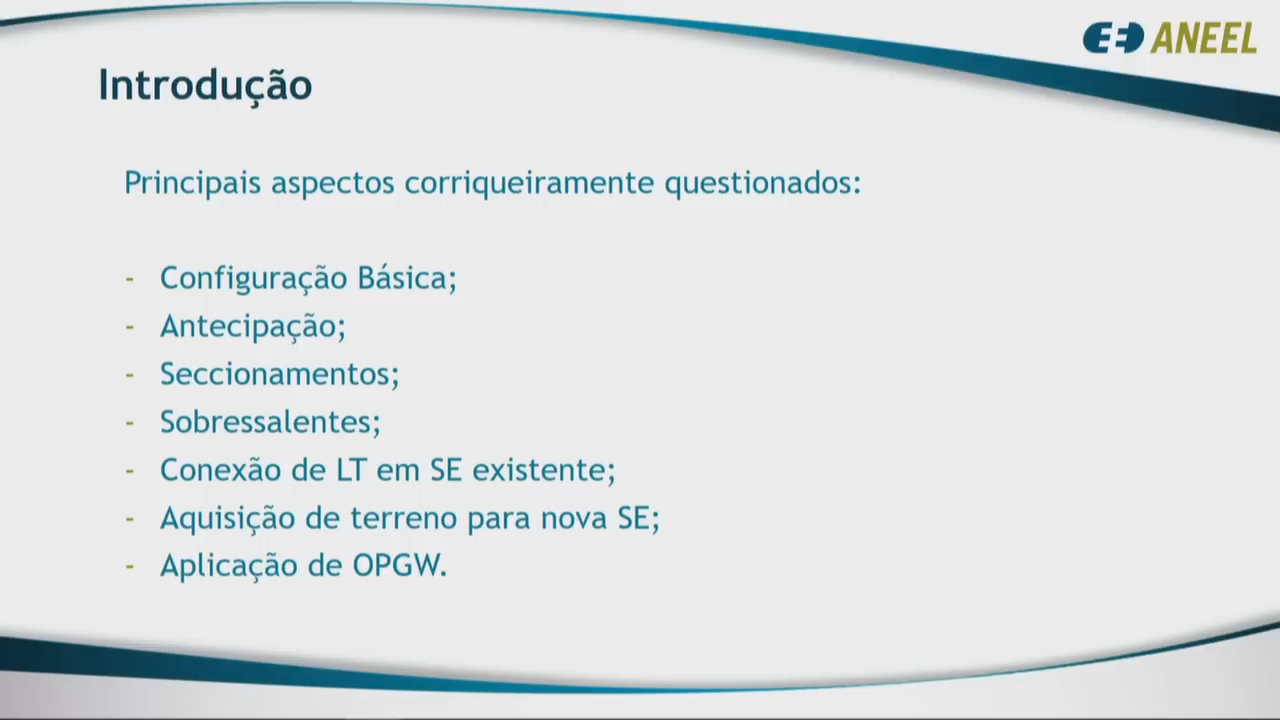 ANEEL
Introdução
Principais aspectos corriqueiramente questionados:
- Configuração Básica;
- Antecipação;
- Seccionamentos;
- Sobressalentes;
- Conexão de LT em SE existente;
- Aquisição de terreno para nova SE;
- Aplicação de OPGW.